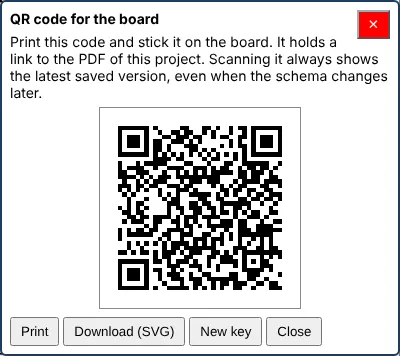 QR code for the board
×
Print this code and stick it on the board. It holds a
link to the PDF of this project. Scanning it always shows
the latest saved version, even when the schema changes
later.
Print
Download (SVG)
New key
Close